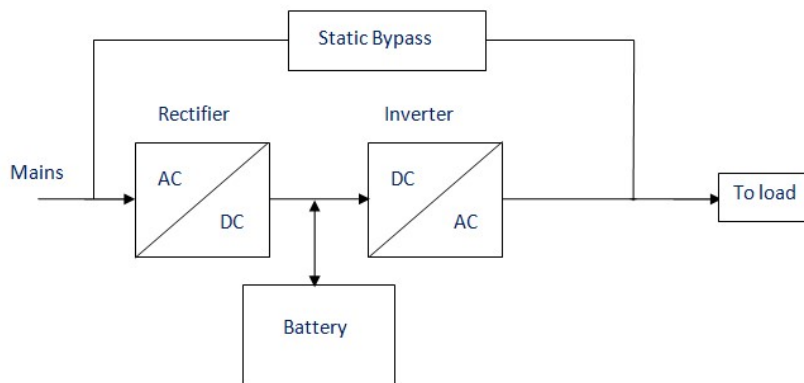 Static Bypass
Rectifier
Inverter
Mains
AC
DC
DC
AC
To load
Battery